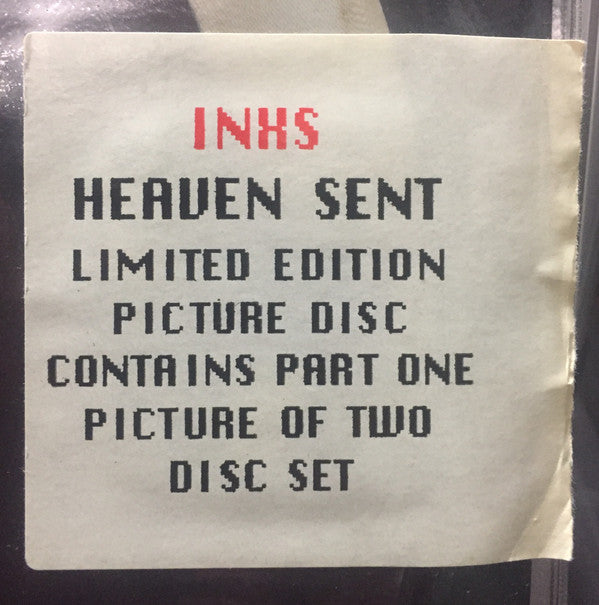 INXS
HEAVEN SENT
LIMITED EDITION
PICTURE DISC
CONTAINS PART ONE
PICTURE OF TWO
DISC SET